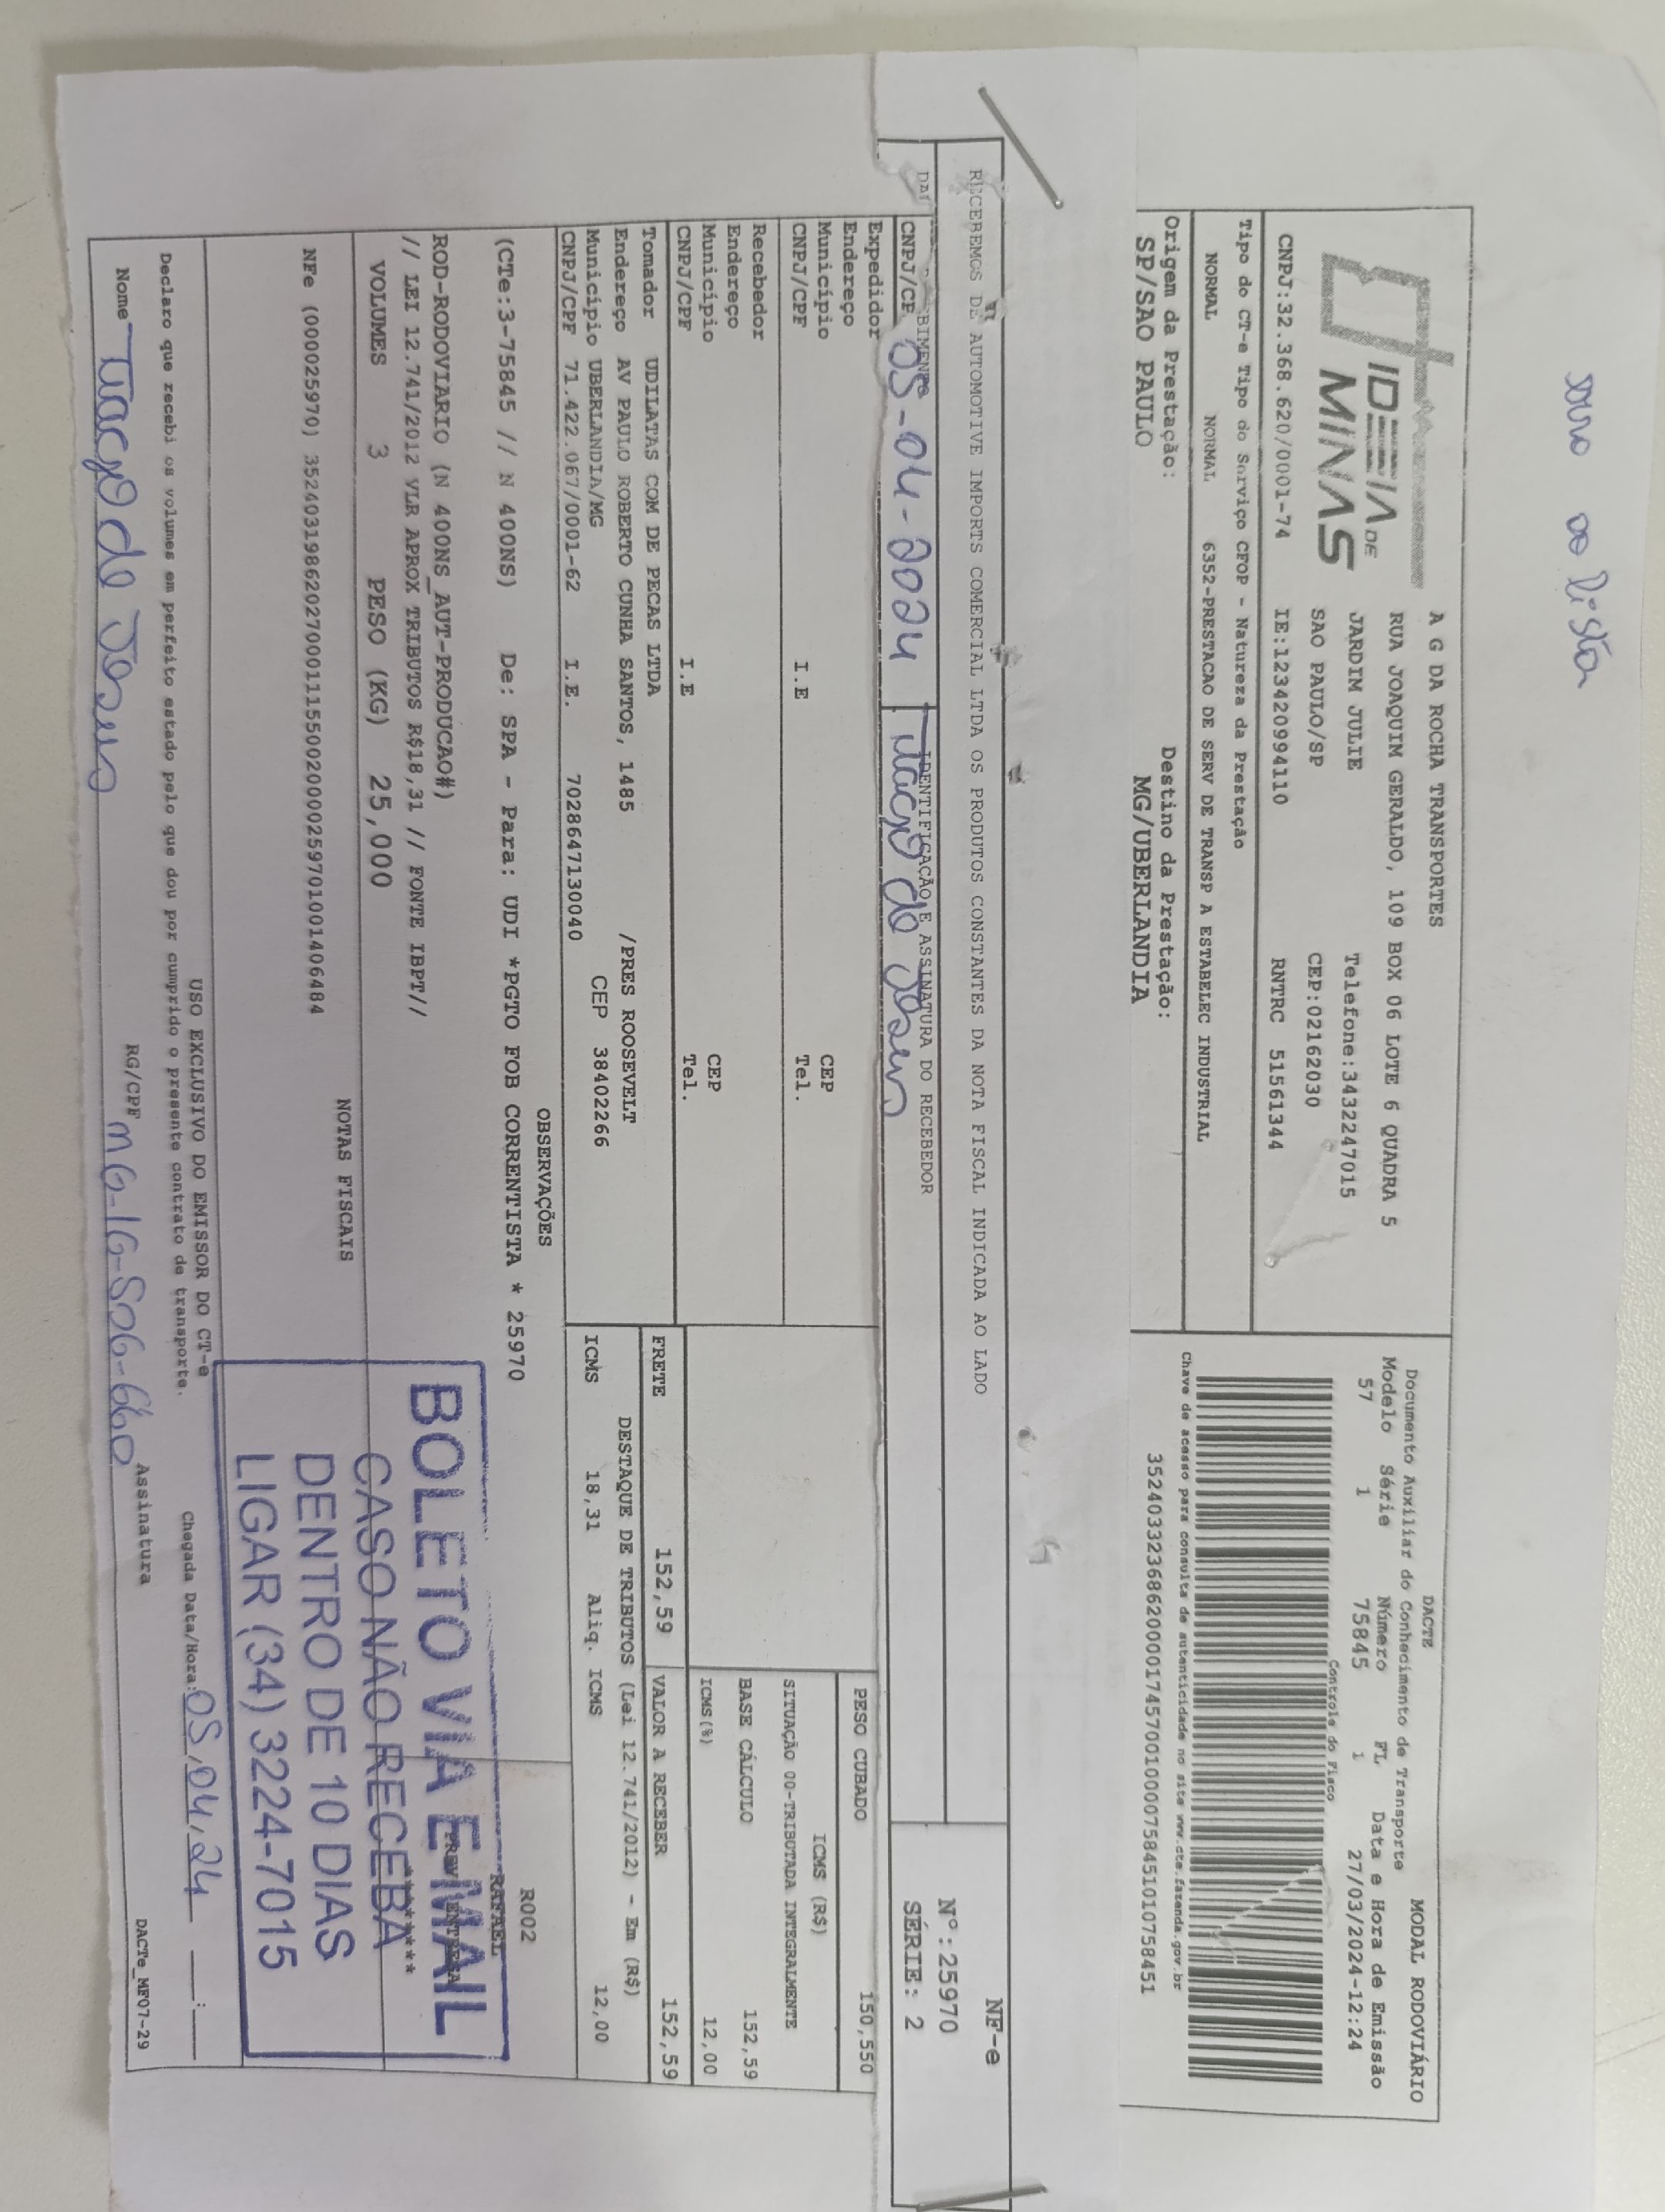 A G DA ROCHA TRANSPORTES
RUA JOAQUIM GERALDO, 109 BOX 06 LOTE 6 QUADRA 5
JARDIM JULIE Telefone:3432247015
SAO PAULO/SP CEP:02162030
IDEIA DE MINAS
CNPJ:32.368.620/0001-74 IE:123420994110 RNTRC 51561344
DACTE MODAL RODOVIÁRIO
Documento Auxiliar do Conhecimento de Transporte
Modelo Série Número FL Data e Hora de Emissão
57 1 75845 1 27/03/2024-12:24
Controle do Fisco
Tipo do CT-e Tipo do Serviço CFOP - Natureza da Prestação
NORMAL NORMAL 6352-PRESTACAO DE SERV DE TRANSP A ESTABELEC INDUSTRIAL
Chave de acesso para consulta de autenticidade no site www.cte.fazenda.gov.br
35240332368620000174570010000758451010758451
Origem da Prestação: Destino da Prestação:
SP/SAO PAULO MG/UBERLANDIA
RECEBEMOS DE AUTOMOTIVE IMPORTS COMERCIAL LTDA OS PRODUTOS CONSTANTES DA NOTA FISCAL INDICADA AO LADO
NF-e
Nº:25970
SÉRIE: 2
IDENTIFICAÇÃO E ASSINATURA DO RECEBEDOR
05-04-2024 Tiago de Jesus
CNPJ/CPF
Expedidor
Endereço
Município CEP
CNPJ/CPF I.E Tel.
Recebedor
Endereço
Município CEP
CNPJ/CPF I.E Tel.
PESO CUBADO 150,550
ICMS (R$)
SITUAÇÃO 00-TRIBUTADA INTEGRALMENTE
BASE CÁLCULO 152,59
ICMS(%) 12,00
Tomador UDILATAS COM DE PECAS LTDA
Endereço AV PAULO ROBERTO CUNHA SANTOS, 1485 /PRES ROOSEVELT
Município UBERLANDIA/MG CEP 38402266
CNPJ/CPF 71.422.067/0001-62 I.E. 7028647130040
FRETE 152,59 VALOR A RECEBER 152,59
DESTAQUE DE TRIBUTOS (Lei 12.741/2012) - Em (R$)
ICMS 18,31 Aliq. ICMS 12,00
OBSERVAÇÕES
(CTe:3-75845 // N 400NS) De: SPA - Para: UDI *PGTO FOB CORRENTISTA * 25970
R002
RAFAEL
ROD-RODOVIARIO (N 400NS_AUT-PRODUCAO#)
// LEI 12.741/2012 VLR APROX TRIBUTOS R$18,31 // FONTE IBPT//
VOLUMES 3 PESO (KG) 25,000
NOTAS FISCAIS
NFe (000025970) 35240319862027000111550020000259701001406484
BOLETO VIA E MAIL
CASO NÃO RECEBA
DENTRO DE 10 DIAS
LIGAR (34) 3224-7015
USO EXCLUSIVO DO EMISSOR DO CT-e
Declaro que recebi os volumes em perfeito estado pelo que dou por cumprido o presente contrato de transporte.
Chegada Data/Hora: 05/04/24 ___:___
Nome Tiago de Jesus RG/CPF MG-16-506-660 Assinatura
DACTe_MF07-29